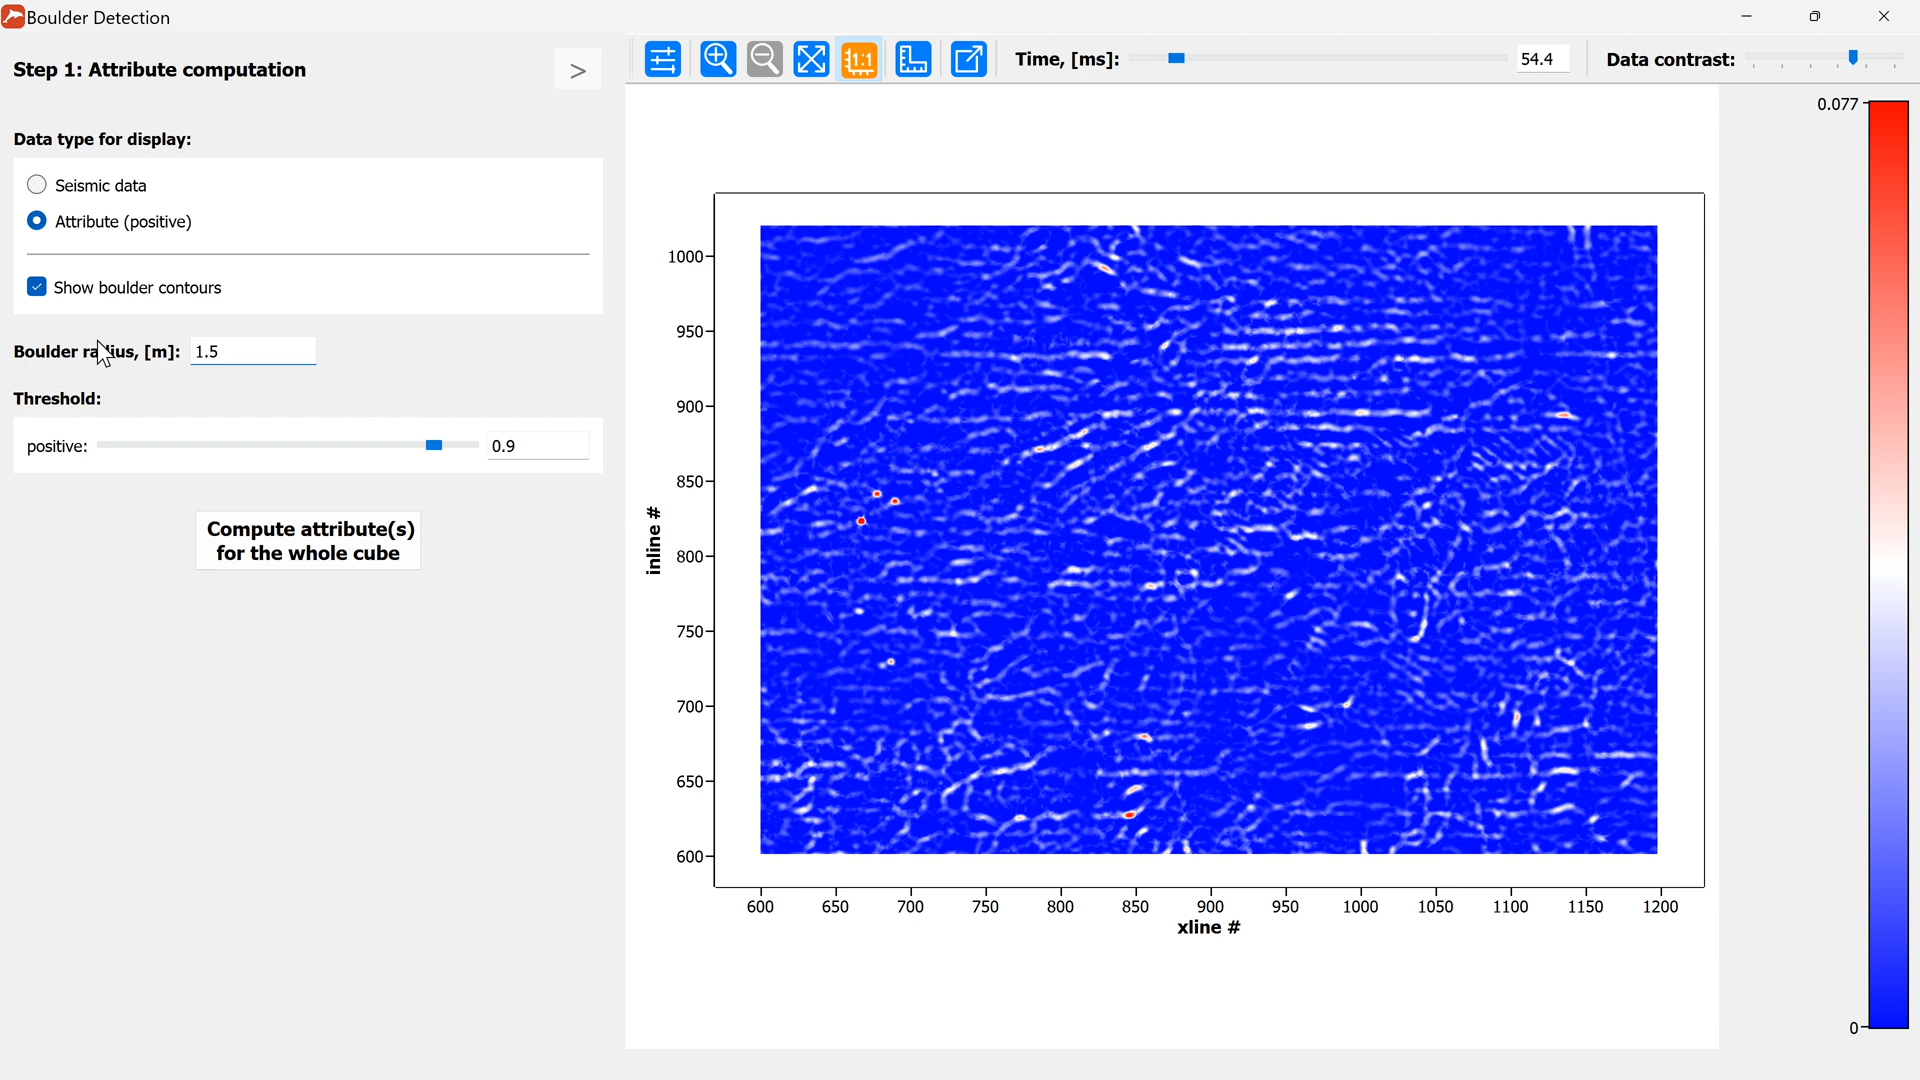 Boulder Detection
Step 1: Attribute computation
>
Time, [ms]:
54.4
Data contrast:
Data type for display:
Seismic data
Attribute (positive)
Show boulder contours
Boulder radius, [m]: 1.5
Threshold:
positive: 0.9
Compute attribute(s)
for the whole cube
1:1
0.077
0
inline #
1000
950
900
850
800
750
700
650
600
600 650 700 750 800 850 900 950 1000 1050 1100 1150 1200
xline #